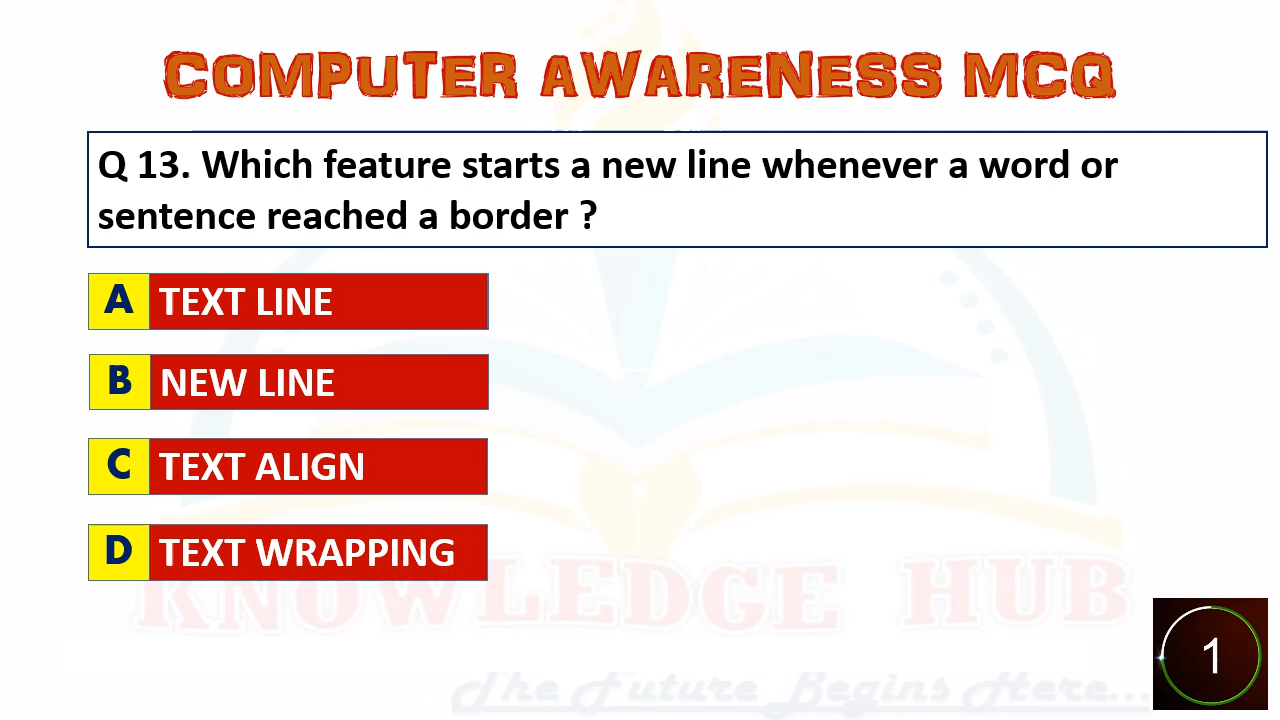 COMPUTER AWARENESS MCQ
Q 13. Which feature starts a new line whenever a word or
sentence reached a border ?
A TEXT LINE
B NEW LINE
C TEXT ALIGN
D TEXT WRAPPING
KNOWLEDGE HUB
1
The Future Begins Here...